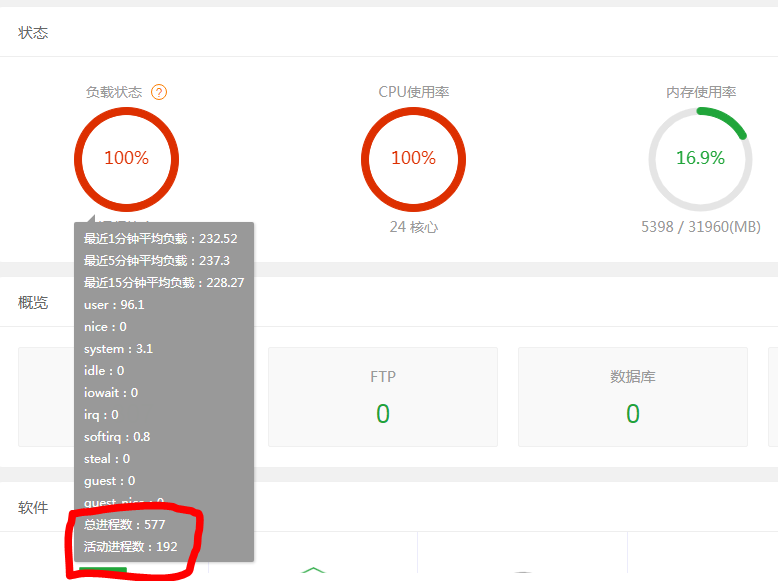 状态
负载状态 ?
CPU使用率
内存使用率
100%
100%
16.9%
24 核心
5398 / 31960(MB)
最近1分钟平均负载：232.52
最近5分钟平均负载：237.3
最近15分钟平均负载：228.27
user：96.1
nice：0
system：3.1
idle：0
iowait：0
irq：0
softirq：0.8
steal：0
guest：0
guest_nice：0
总进程数：577
活动进程数：192
概览
FTP
数据库
0
0
软件